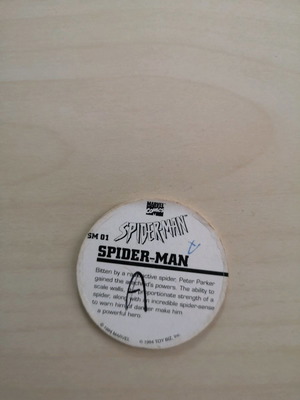 MARVEL
COMICS
SPIDER-MAN
SM 01
A
SPIDER-MAN
Bitten by a radioactive spider, Peter Parker
gained the arachnid's powers. The ability to
scale walls, the proportionate strength of a
spider, along with an incredible spider-sense
to warn him of danger make him
a powerful hero.
A
© 1994 MARVEL © 1994 TOY BIZ, Inc.